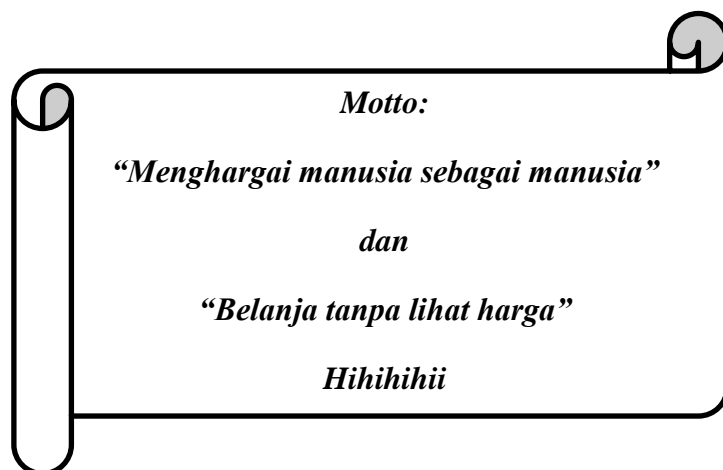 Motto:
“Menghargai manusia sebagai manusia”
dan
“Belanja tanpa lihat harga”
Hihihihii